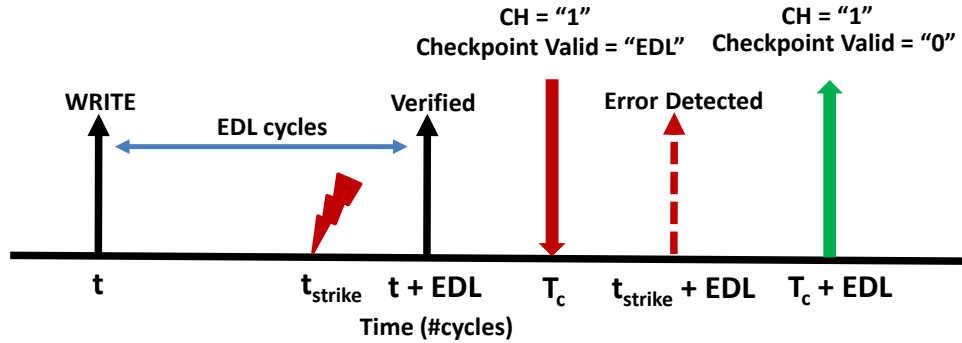 CH = “1”
Checkpoint Valid = “EDL”
CH = “1”
Checkpoint Valid = “0”
WRITE
EDL cycles
Verified
Error Detected
t
tstrike
t + EDL
Tc
tstrike + EDL
Tc + EDL
Time (#cycles)